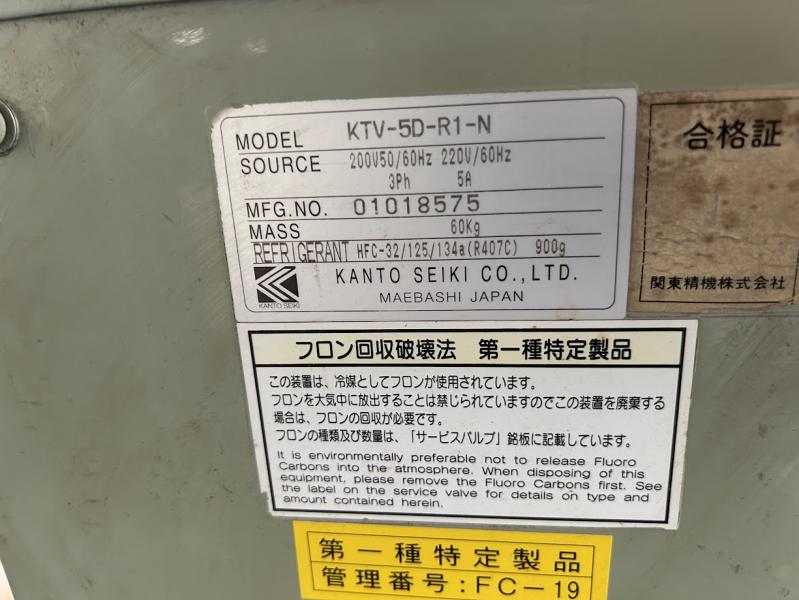 MODEL KTV-5D-R1-N
SOURCE 200V50/60Hz 220V/60Hz
3Ph 5A
MFG.NO. 01018575
MASS 60Kg
REFRIGERANT HFC-32/125/134a(R407C) 900g
KANTO SEIKI CO.,LTD.
MAEBASHI JAPAN
KANTO SEIKI
合格証
関東精機株式会社
フロン回収破壊法 第一種特定製品
この装置は、冷媒としてフロンが使用されています。
フロンを大気中に放出することは禁じられていますのでこの装置を廃棄する
場合は、フロンの回収が必要です。
フロンの種類及び数量は、「サービスバルブ」銘板に記載しています。
It is environmentally preferable not to release Fluoro
Carbons into the atmosphere. When disposing of this
equipment, please remove the Fluoro Carbons first. See
the label on the service valve for details on type and
amount contained herein.
第一種特定製品
管理番号:FC-19